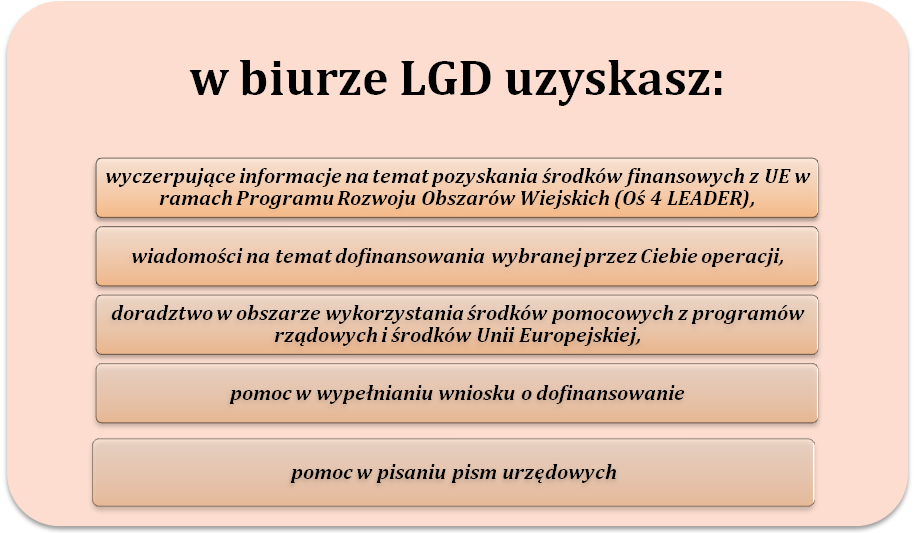 w biurze LGD uzyskasz:
wyczerpujące informacje na temat pozyskania środków finansowych z UE w
ramach Programu Rozwoju Obszarów Wiejskich (Oś 4 LEADER),
wiadomości na temat dofinansowania wybranej przez Ciebie operacji,
doradztwo w obszarze wykorzystania środków pomocowych z programów
rządowych i środków Unii Europejskiej,
pomoc w wypełnianiu wniosku o dofinansowanie
pomoc w pisaniu pism urzędowych